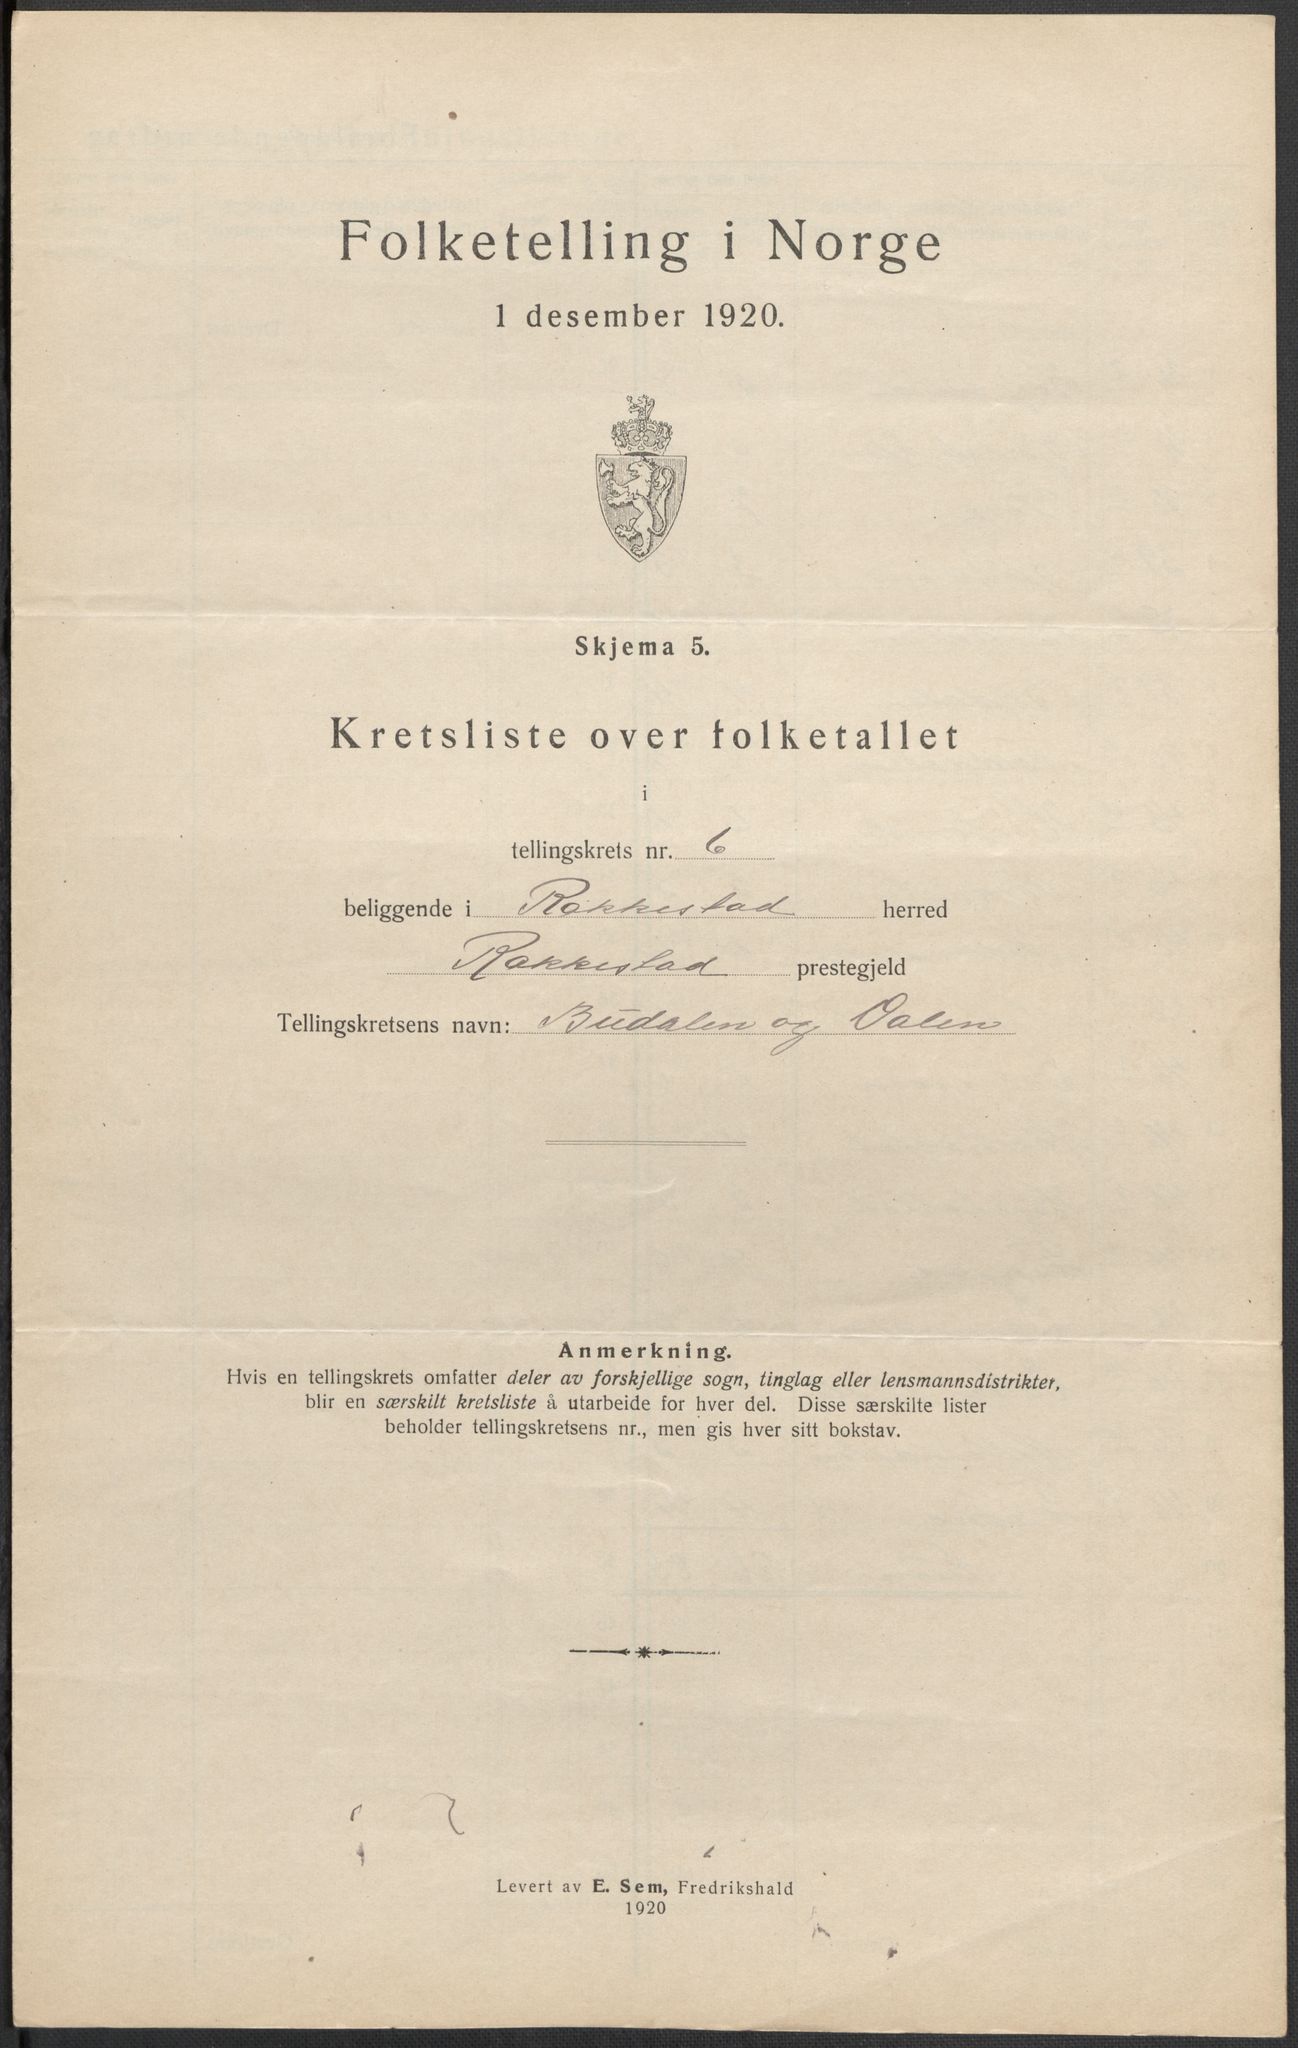 Folketelling i Norge
1 desember 1920.
Skjema 5.
Kretsliste over folketallet
i
tellingskrets nr. 6
beliggende i Rakkestad herred
Rakkestad prestegjeld
Tellingskretsens navn: Budalen og Dalen
Anmerkning.
Hvis en tellingskrets omfatter deler av forskjellige sogn, tinglag eller lensmannsdistrikter,
blir en særskilt kretsliste å utarbeide for hver del. Disse særskilte lister
beholder tellingskretsens nr., men gis hver sitt bokstav.
Levert av E. Sem, Fredrikshald
1920